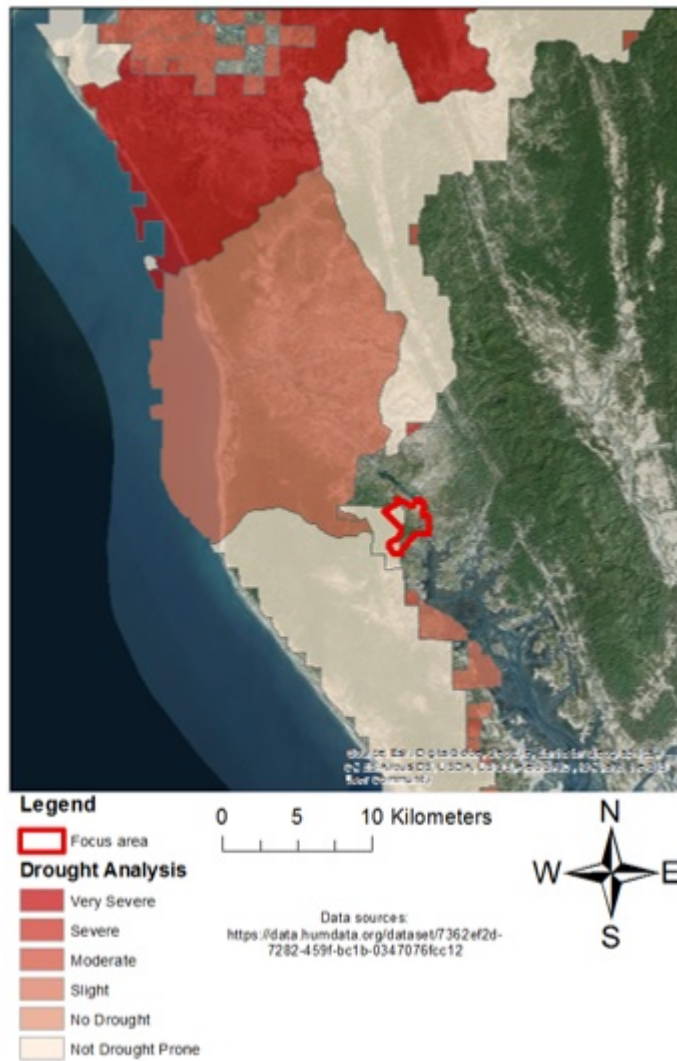 Legend
Focus area
Drought Analysis
Very Severe
Severe
Moderate
Slight
No Drought
Not Drought Prone
0 5 10 Kilometers
Data sources:
https://data.humdata.org/dataset/7362ef2d-
7282-459f-bc1b-0347076fcc12
N
W E
S